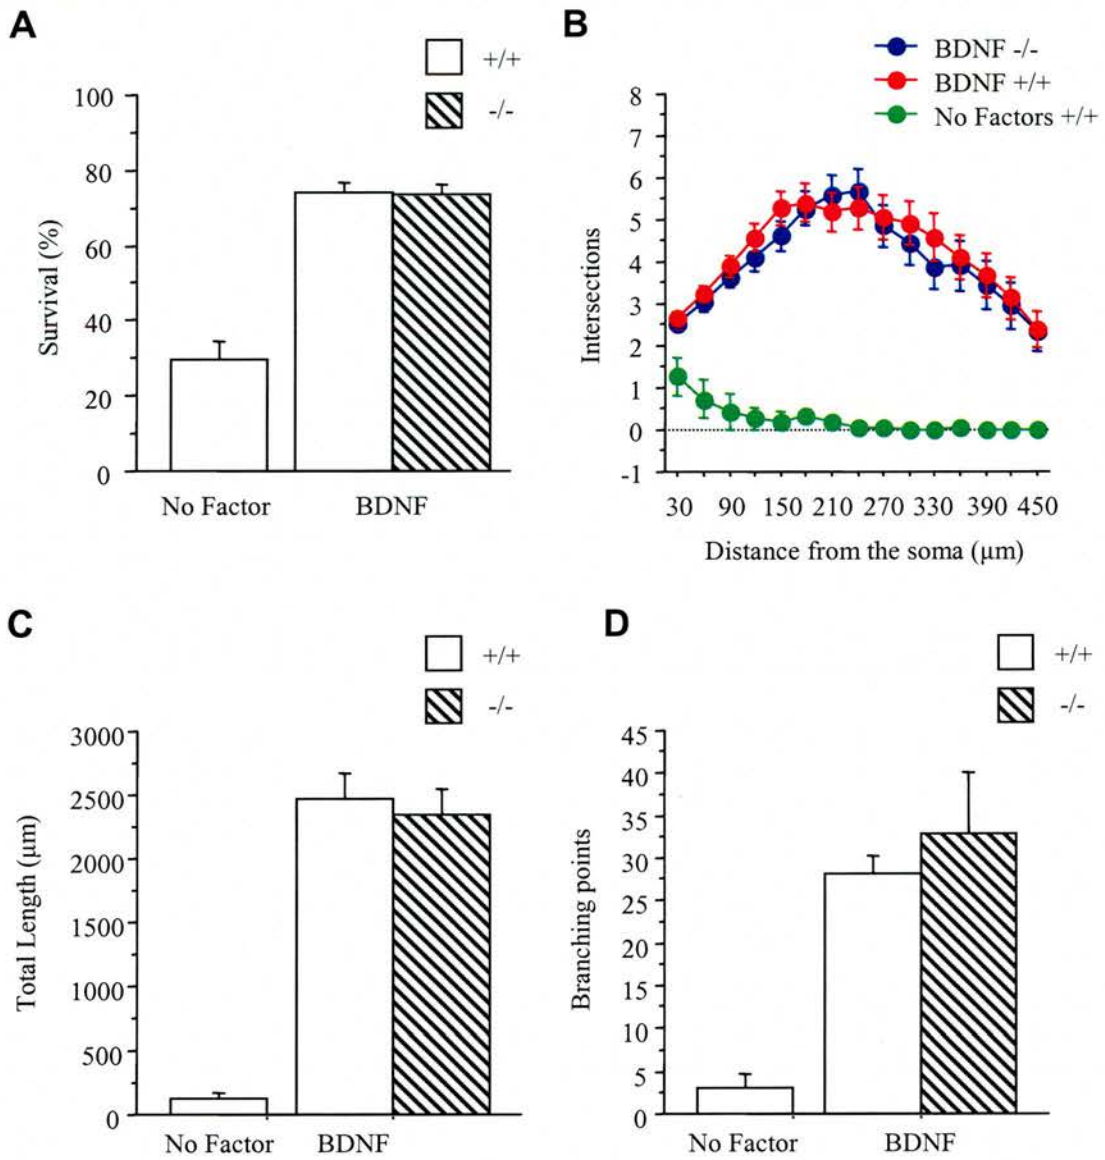 A
+/+
-/-
100
80
60
40
20
0
Survival (%)
No Factor BDNF
B
BDNF -/-
BDNF +/+
No Factors +/+
8
7
6
5
4
3
2
1
0
-1
Intersections
30 90 150 210 270 330 390 450
Distance from the soma (µm)
C
+/+
-/-
3000
2500
2000
1500
1000
500
0
Total Length (µm)
No Factor BDNF
D
+/+
-/-
45
40
35
30
25
20
15
10
5
0
Branching points
No Factor BDNF